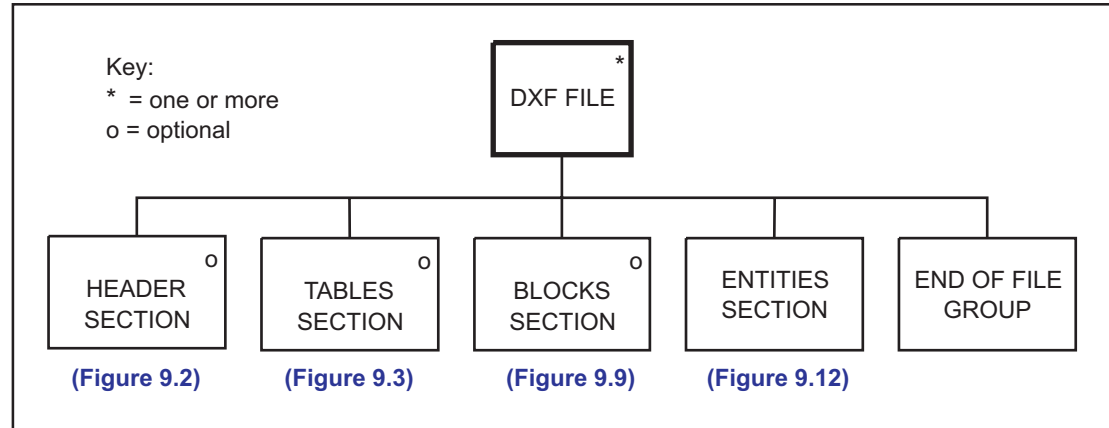 Key:
* = one or more
o = optional
*
DXF FILE
o
HEADER
SECTION
(Figure 9.2)
o
TABLES
SECTION
(Figure 9.3)
o
BLOCKS
SECTION
(Figure 9.9)
ENTITIES
SECTION
(Figure 9.12)
END OF FILE
GROUP